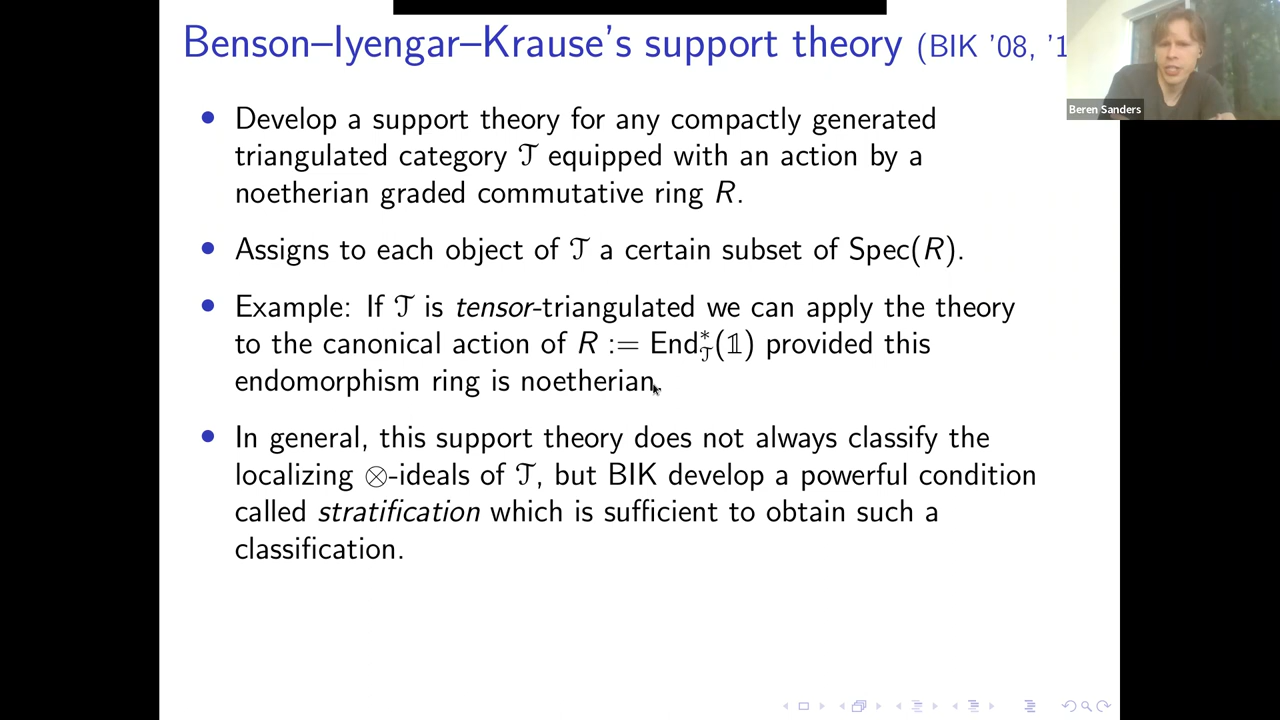 Benson–Iyengar–Krause's support theory (BIK '08, '1
Beren Sanders
• Develop a support theory for any compactly generated
triangulated category 𝒯 equipped with an action by a
noetherian graded commutative ring R.
• Assigns to each object of 𝒯 a certain subset of Spec(R).
• Example: If 𝒯 is tensor-triangulated we can apply the theory
to the canonical action of R := End*𝒯(𝟙) provided this
endomorphism ring is noetherian.
• In general, this support theory does not always classify the
localizing ⊗-ideals of 𝒯, but BIK develop a powerful condition
called stratification which is sufficient to obtain such a
classification.